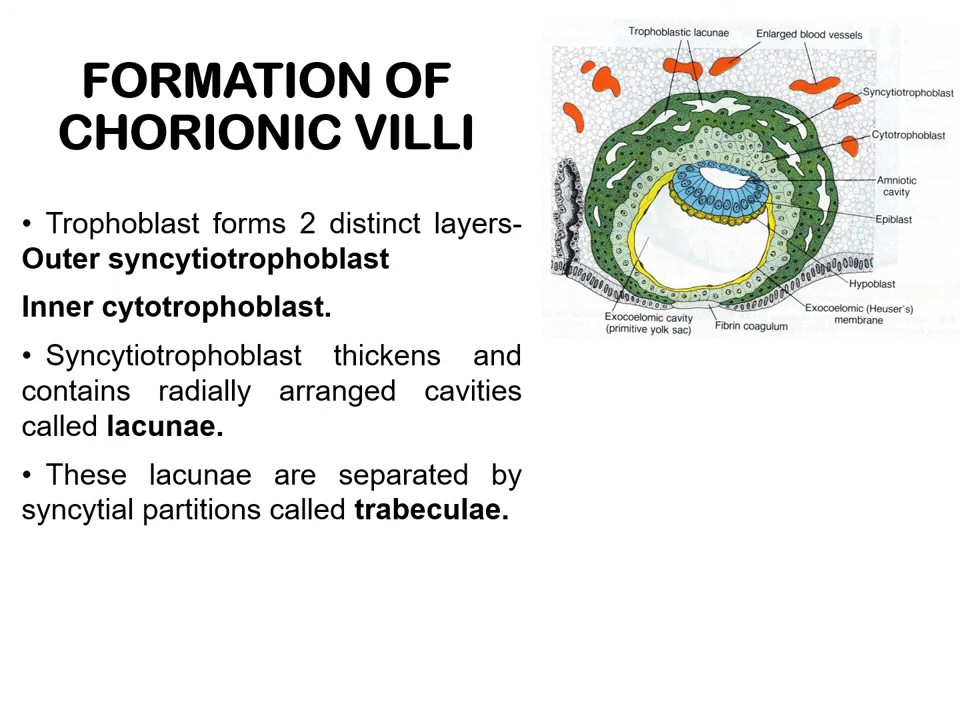 FORMATION OF
CHORIONIC VILLI
• Trophoblast forms 2 distinct layers-
Outer syncytiotrophoblast
Inner cytotrophoblast.
• Syncytiotrophoblast thickens and
contains radially arranged cavities
called lacunae.
• These lacunae are separated by
syncytial partitions called trabeculae.
Trophoblastic lacunae
Enlarged blood vessels
Syncytiotrophoblast
Cytotrophoblast
Amniotic
cavity
Epiblast
Hypoblast
Exocoelomic (Heuser's)
membrane
Fibrin coagulum
Exocoelomic cavity
(primitive yolk sac)